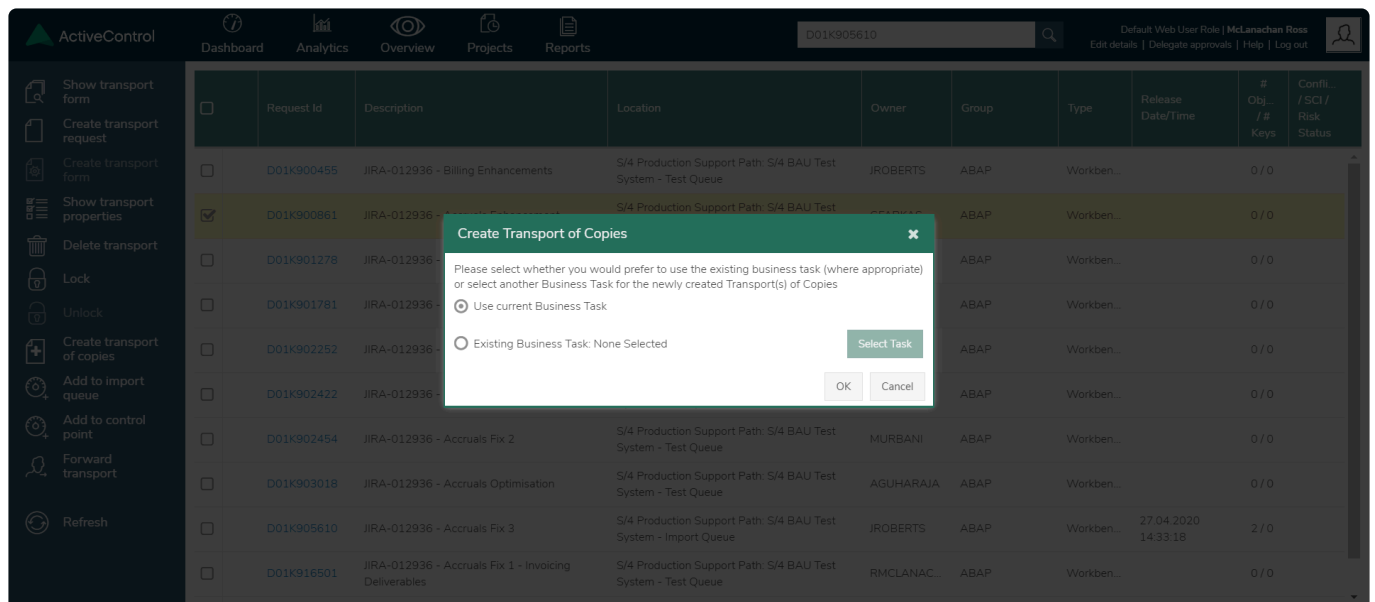 ActiveControl
Dashboard
Analytics
Overview
Projects
Reports
D01K905610
Default Web User Role | McLanachan Ross
Edit details | Delegate approvals | Help | Log out
Show transport
form
Create transport
request
Create transport
form
Show transport
properties
Delete transport
Lock
Unlock
Create transport
of copies
Add to import
queue
Add to control
point
Forward
transport
Refresh
Request Id
Description
Location
Owner
Group
Type
Release
Date/Time
#
Obj...
/ #
Keys
Confli...
/ SCI /
Risk
Status
D01K900455 JIRA-012936 - Billing Enhancements S/4 Production Support Path: S/4 BAU Test JROBERTS ABAP Workben... 0 / 0
System - Test Queue
D01K900861 JIRA-012936 - Accruals Enhancement S/4 Production Support Path: S/4 BAU Test ABAP Workben... 0 / 0
D01K901278 JIRA-012936 - ABAP Workben... 0 / 0
D01K901781 JIRA-012936 - ABAP Workben... 0 / 0
D01K902252 JIRA-012936 - ABAP Workben... 0 / 0
D01K902422 JIRA-012936 - ABAP Workben... 0 / 0
D01K902454 JIRA-012936 - Accruals Fix 2 S/4 Production Support Path: S/4 BAU Test MURBANI ABAP Workben... 0 / 0
System - Test Queue
D01K903018 JIRA-012936 - Accruals Optimisation S/4 Production Support Path: S/4 BAU Test AGUHARAJA ABAP Workben... 0 / 0
System - Test Queue
D01K905610 JIRA-012936 - Accruals Fix 3 S/4 Production Support Path: S/4 BAU Test JROBERTS ABAP Workben... 27.04.2020 2 / 0
System - Import Queue 14:33:18
D01K916501 JIRA-012936 - Accruals Fix 1 - Invoicing S/4 Production Support Path: S/4 BAU Test RMCLANAC... ABAP Workben... 0 / 0
Deliverables System - Test Queue
Create Transport of Copies
Please select whether you would prefer to use the existing business task (where appropriate)
or select another Business Task for the newly created Transport(s) of Copies
Use current Business Task
Existing Business Task: None Selected
Select Task
OK
Cancel